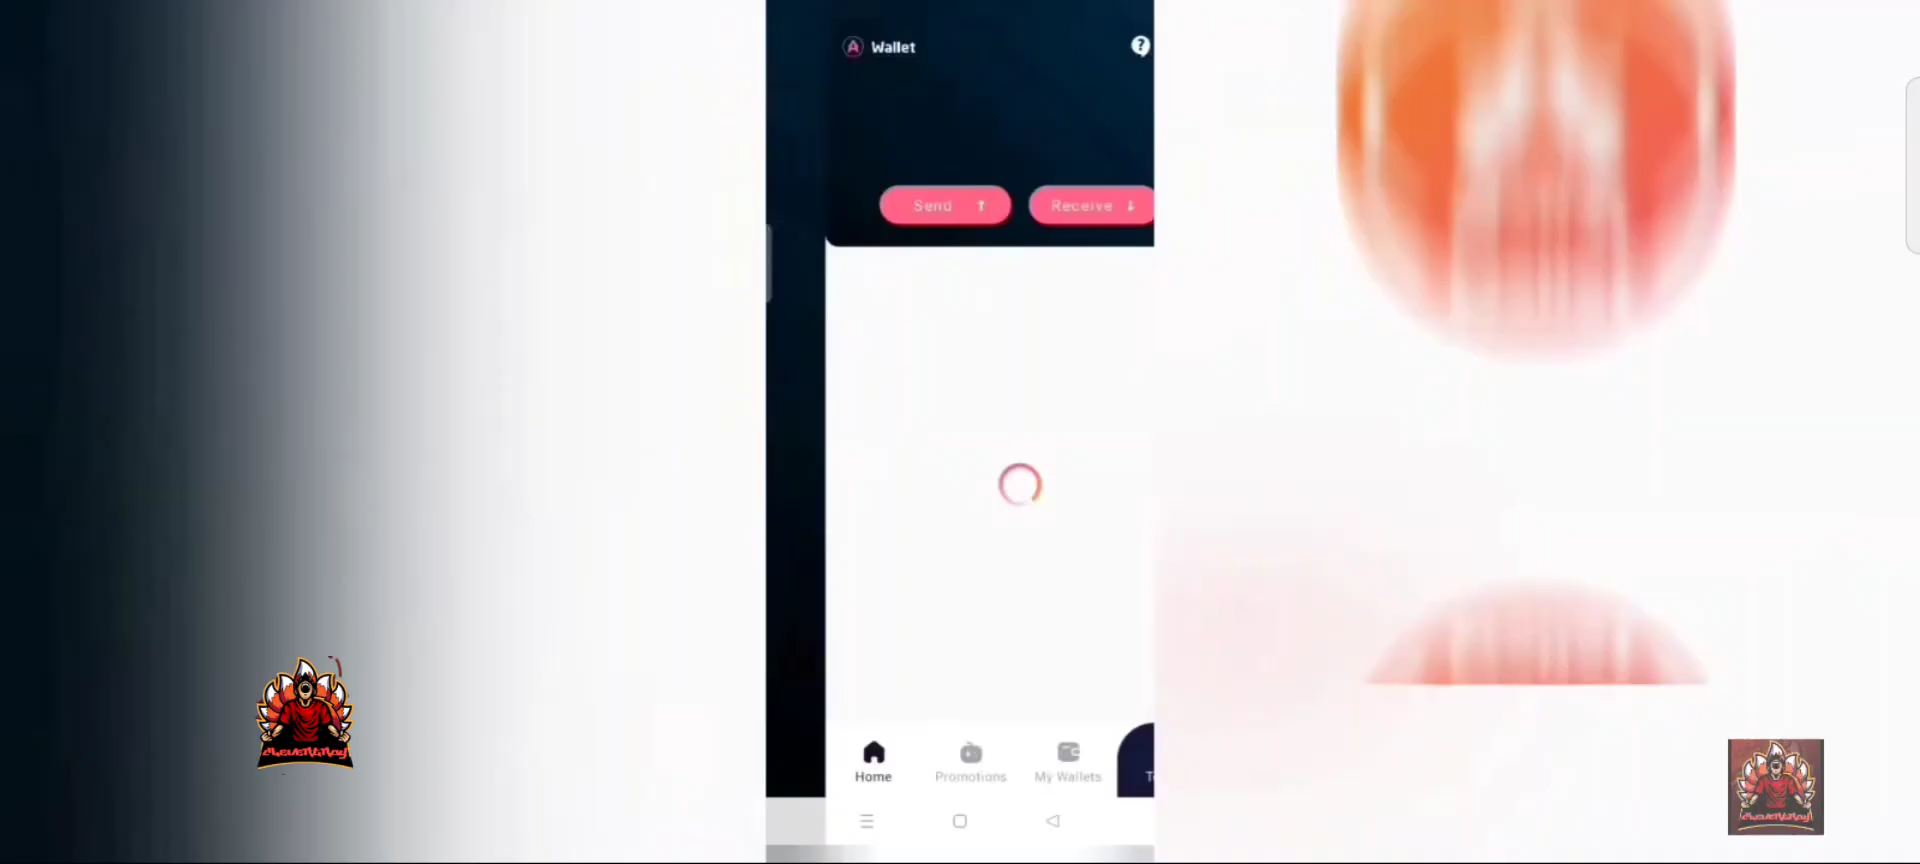 Wallet
Send
Receive
Home
Promotions
My Wallets